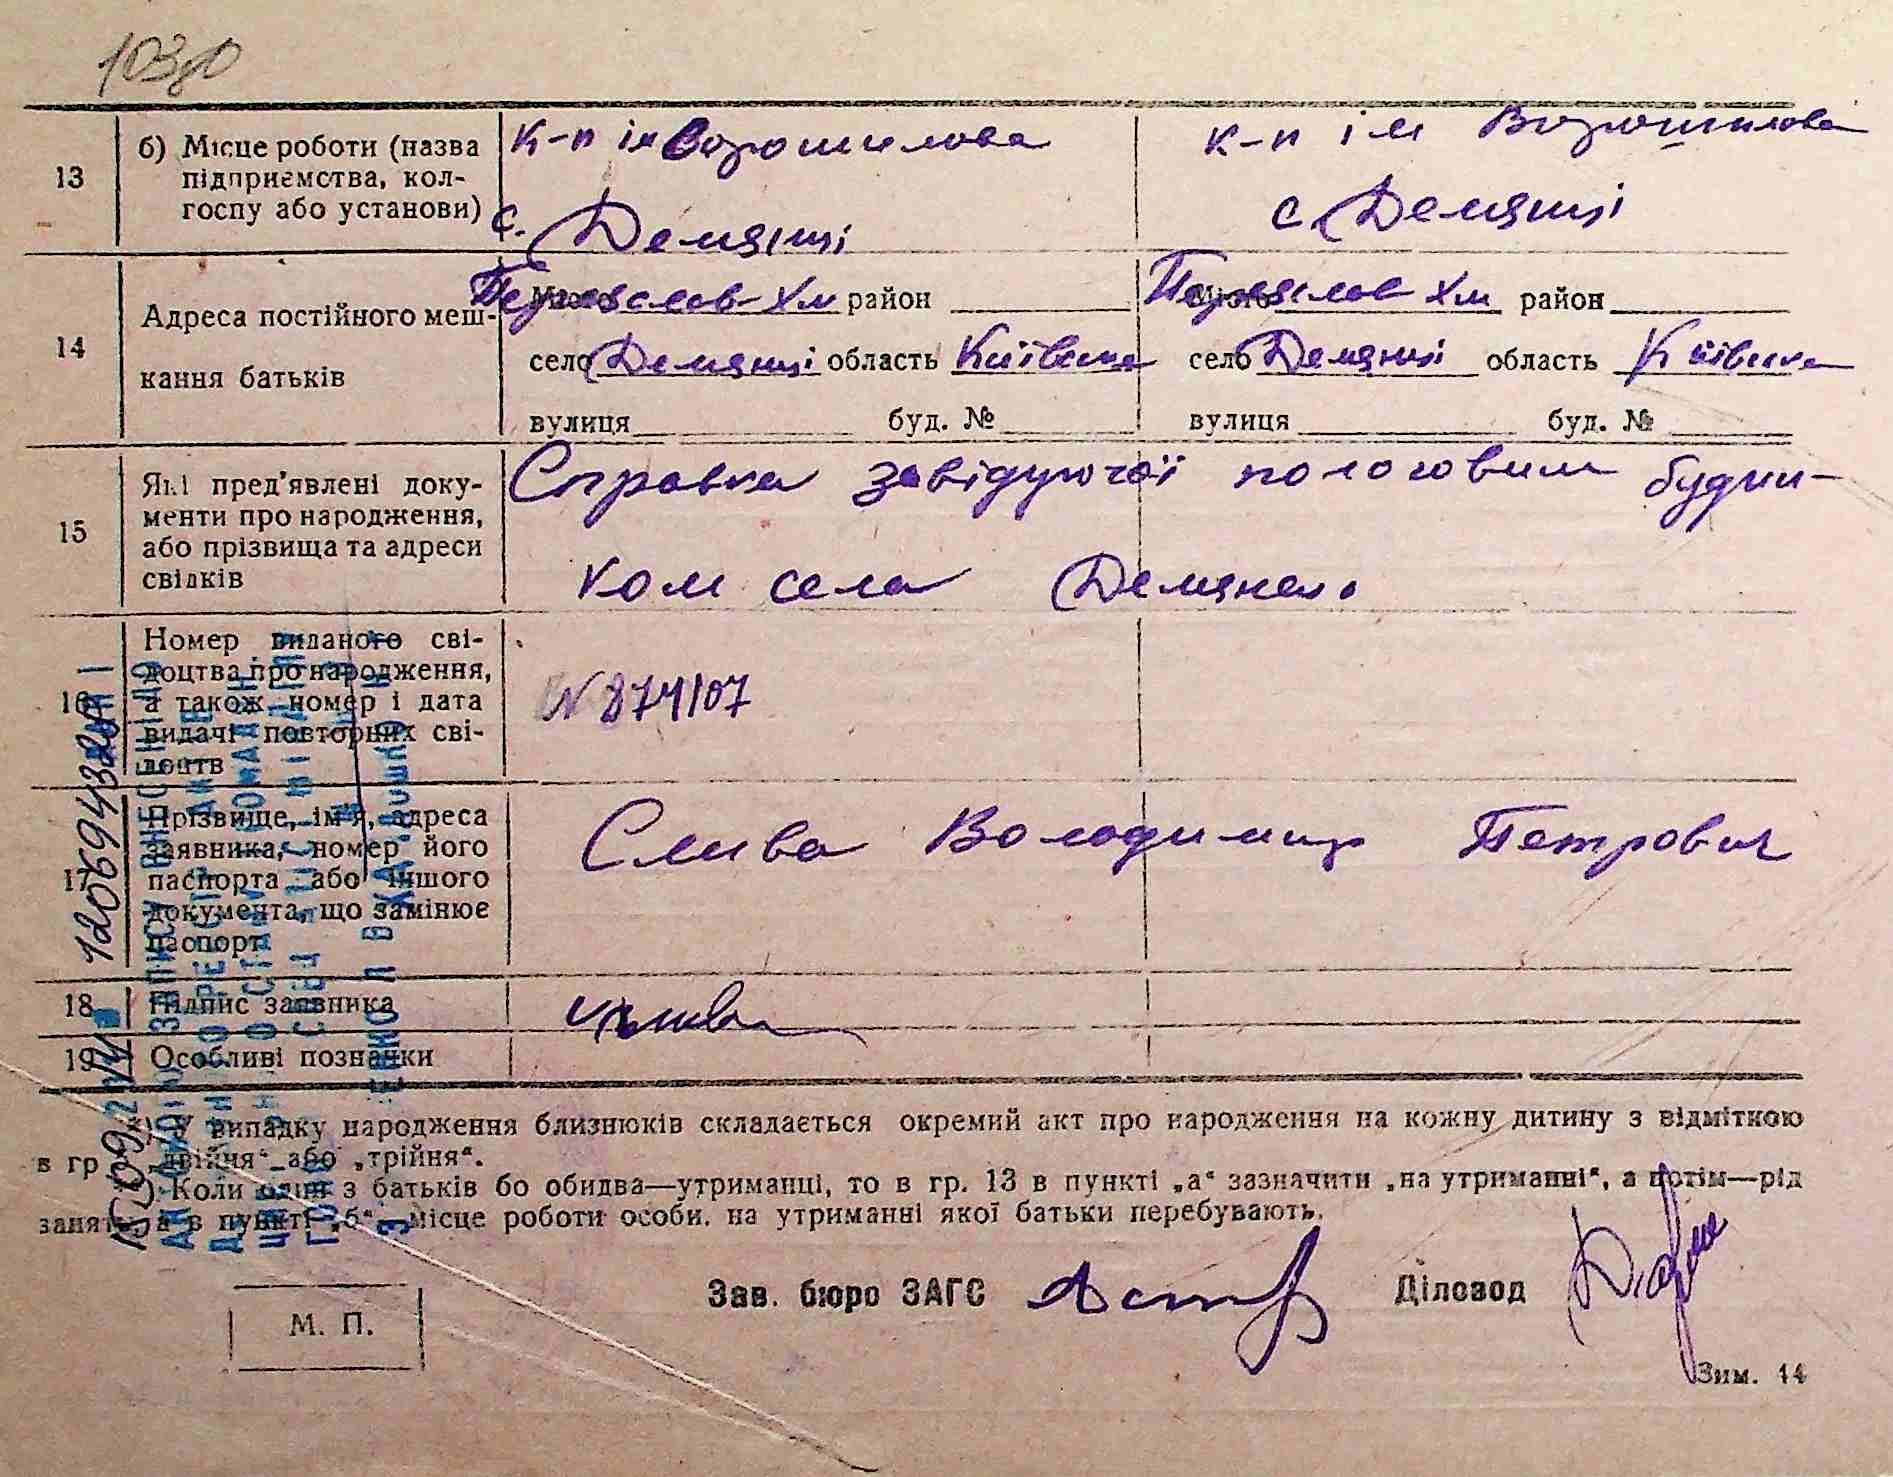 1030
13 б) Місце роботи (назва підприємства, кол-
госпу або установи)
к-п ім Ворошилова
с. Демянці
к-п ім Ворошилова
с. Демянці
14 Адреса постійного меш-
кання батьків
Місто Переяслов-Хм район
село Демянці область Київська
вулиця буд. №
Місто Переяслов Хм район
село Демянці область Київська
вулиця буд. №
15 Які пред'явлені доку-
менти про народження,
або прізвища та адреси
свідків
Справка завідуючої пологовим будин-
ком села Демянець.
16 Номер виданого сві-
доцтва про народження,
а також номер і дата
видачі повторних сві-
доцтв
N 874107
17 Прізвище, ім'я, адреса
заявника, номер його
паспорта або іншого
документа, що замінює
паспорт
Слива Володимир Петрович
18 Підпис заявника
Слива
19 Особливі позначки
*) У випадку народження близнюків складається окремий акт про народження на кожну дитину з відміткою
в гр „двійня“ або „трійня“.
Коли один з батьків бо обидва—утриманці, то в гр. 13 в пункті „а“ зазначити „на утриманні“, а потім—рід
занять, а в пункті „б“ місце роботи особи, на утриманні якої батьки перебувають.
М. П.
Зав. бюро ЗАГС
Діловод
Зим. 14